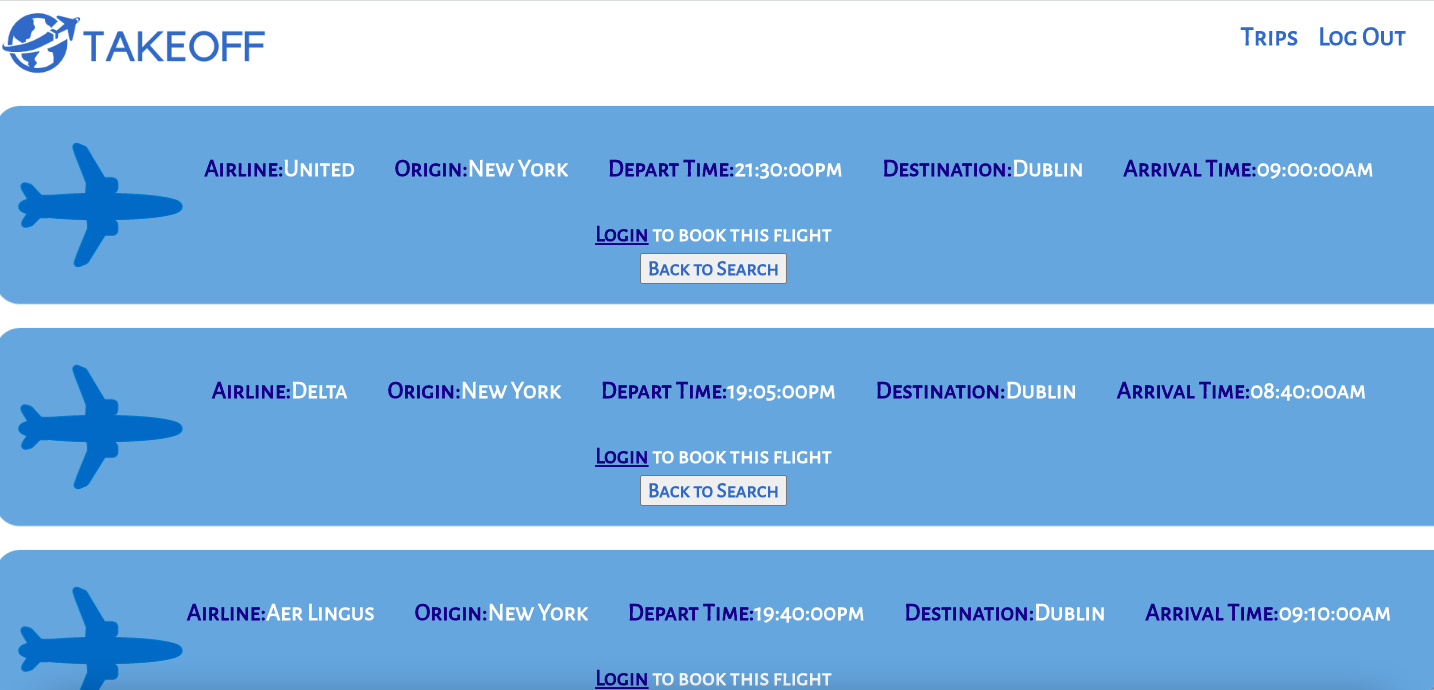 TAKEOFF
Trips Log Out
Airline:United Origin:New York Depart Time:21:30:00pm Destination:Dublin Arrival Time:09:00:00am
Login to book this flight
Back to Search
Airline:Delta Origin:New York Depart Time:19:05:00pm Destination:Dublin Arrival Time:08:40:00am
Login to book this flight
Back to Search
Airline:Aer Lingus Origin:New York Depart Time:19:40:00pm Destination:Dublin Arrival Time:09:10:00am
Login to book this flight